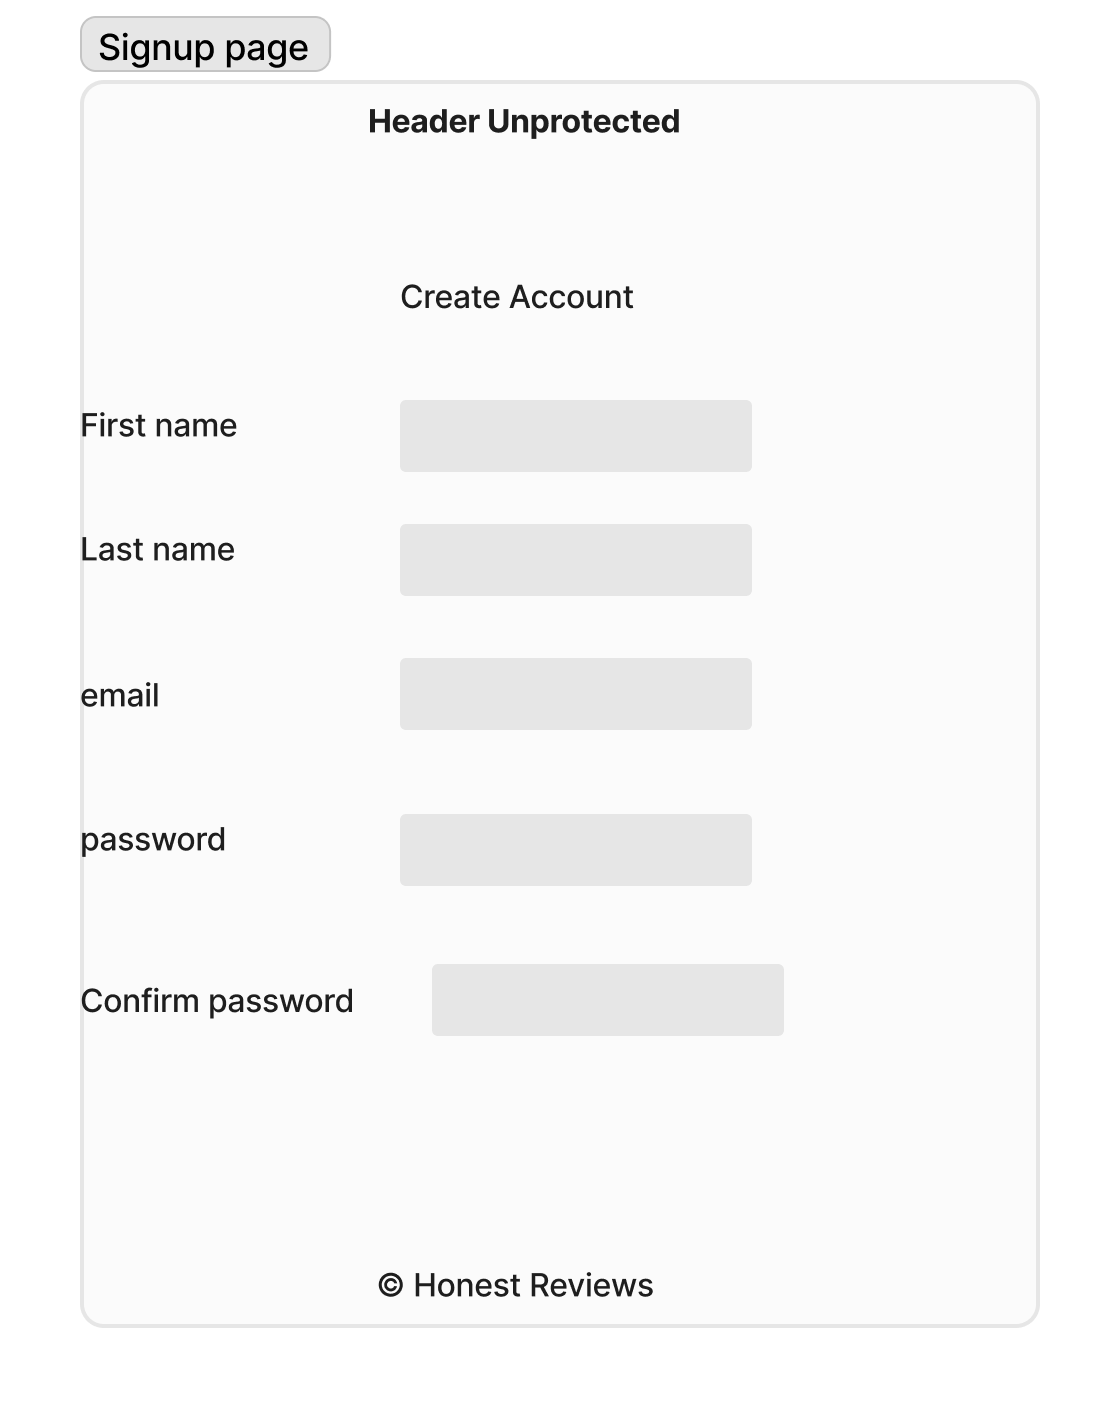 Signup page
Header Unprotected
Create Account
First name
Last name
email
password
Confirm password
© Honest Reviews